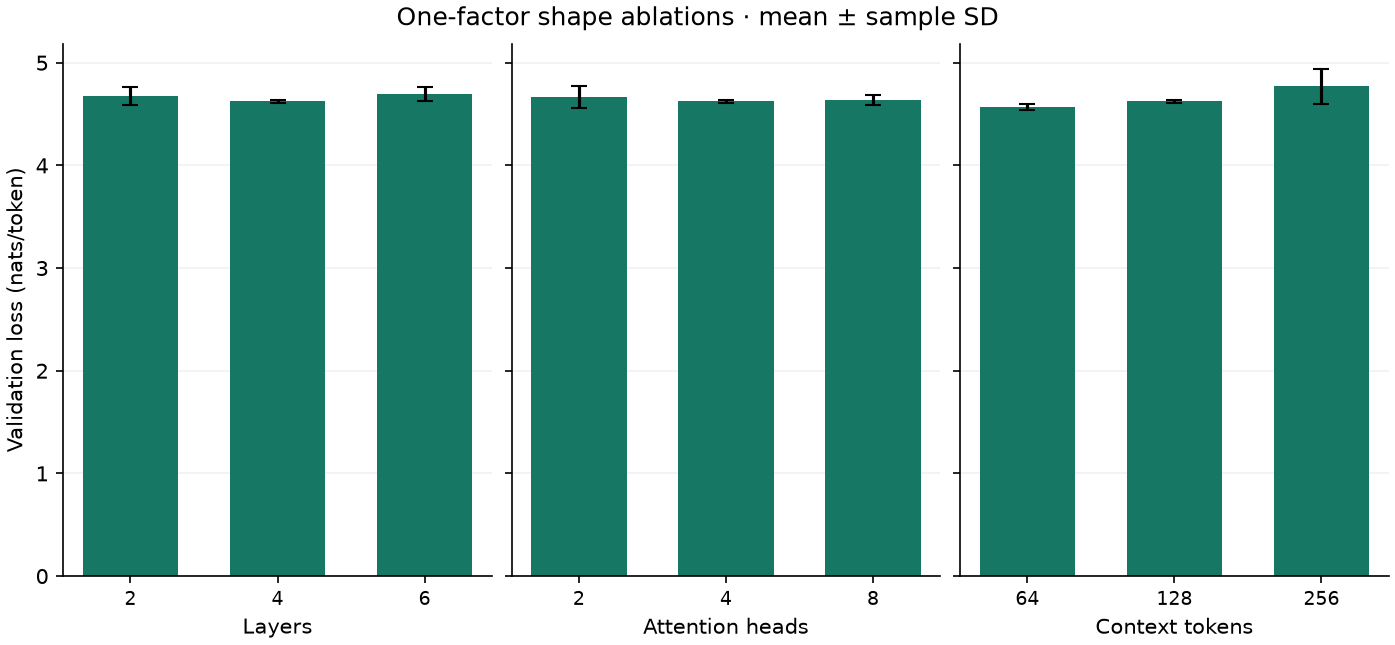 One-factor shape ablations · mean ± sample SD
Validation loss (nats/token)
5
4
3
2
1
0
2 4 6
Layers
2 4 8
Attention heads
64 128 256
Context tokens